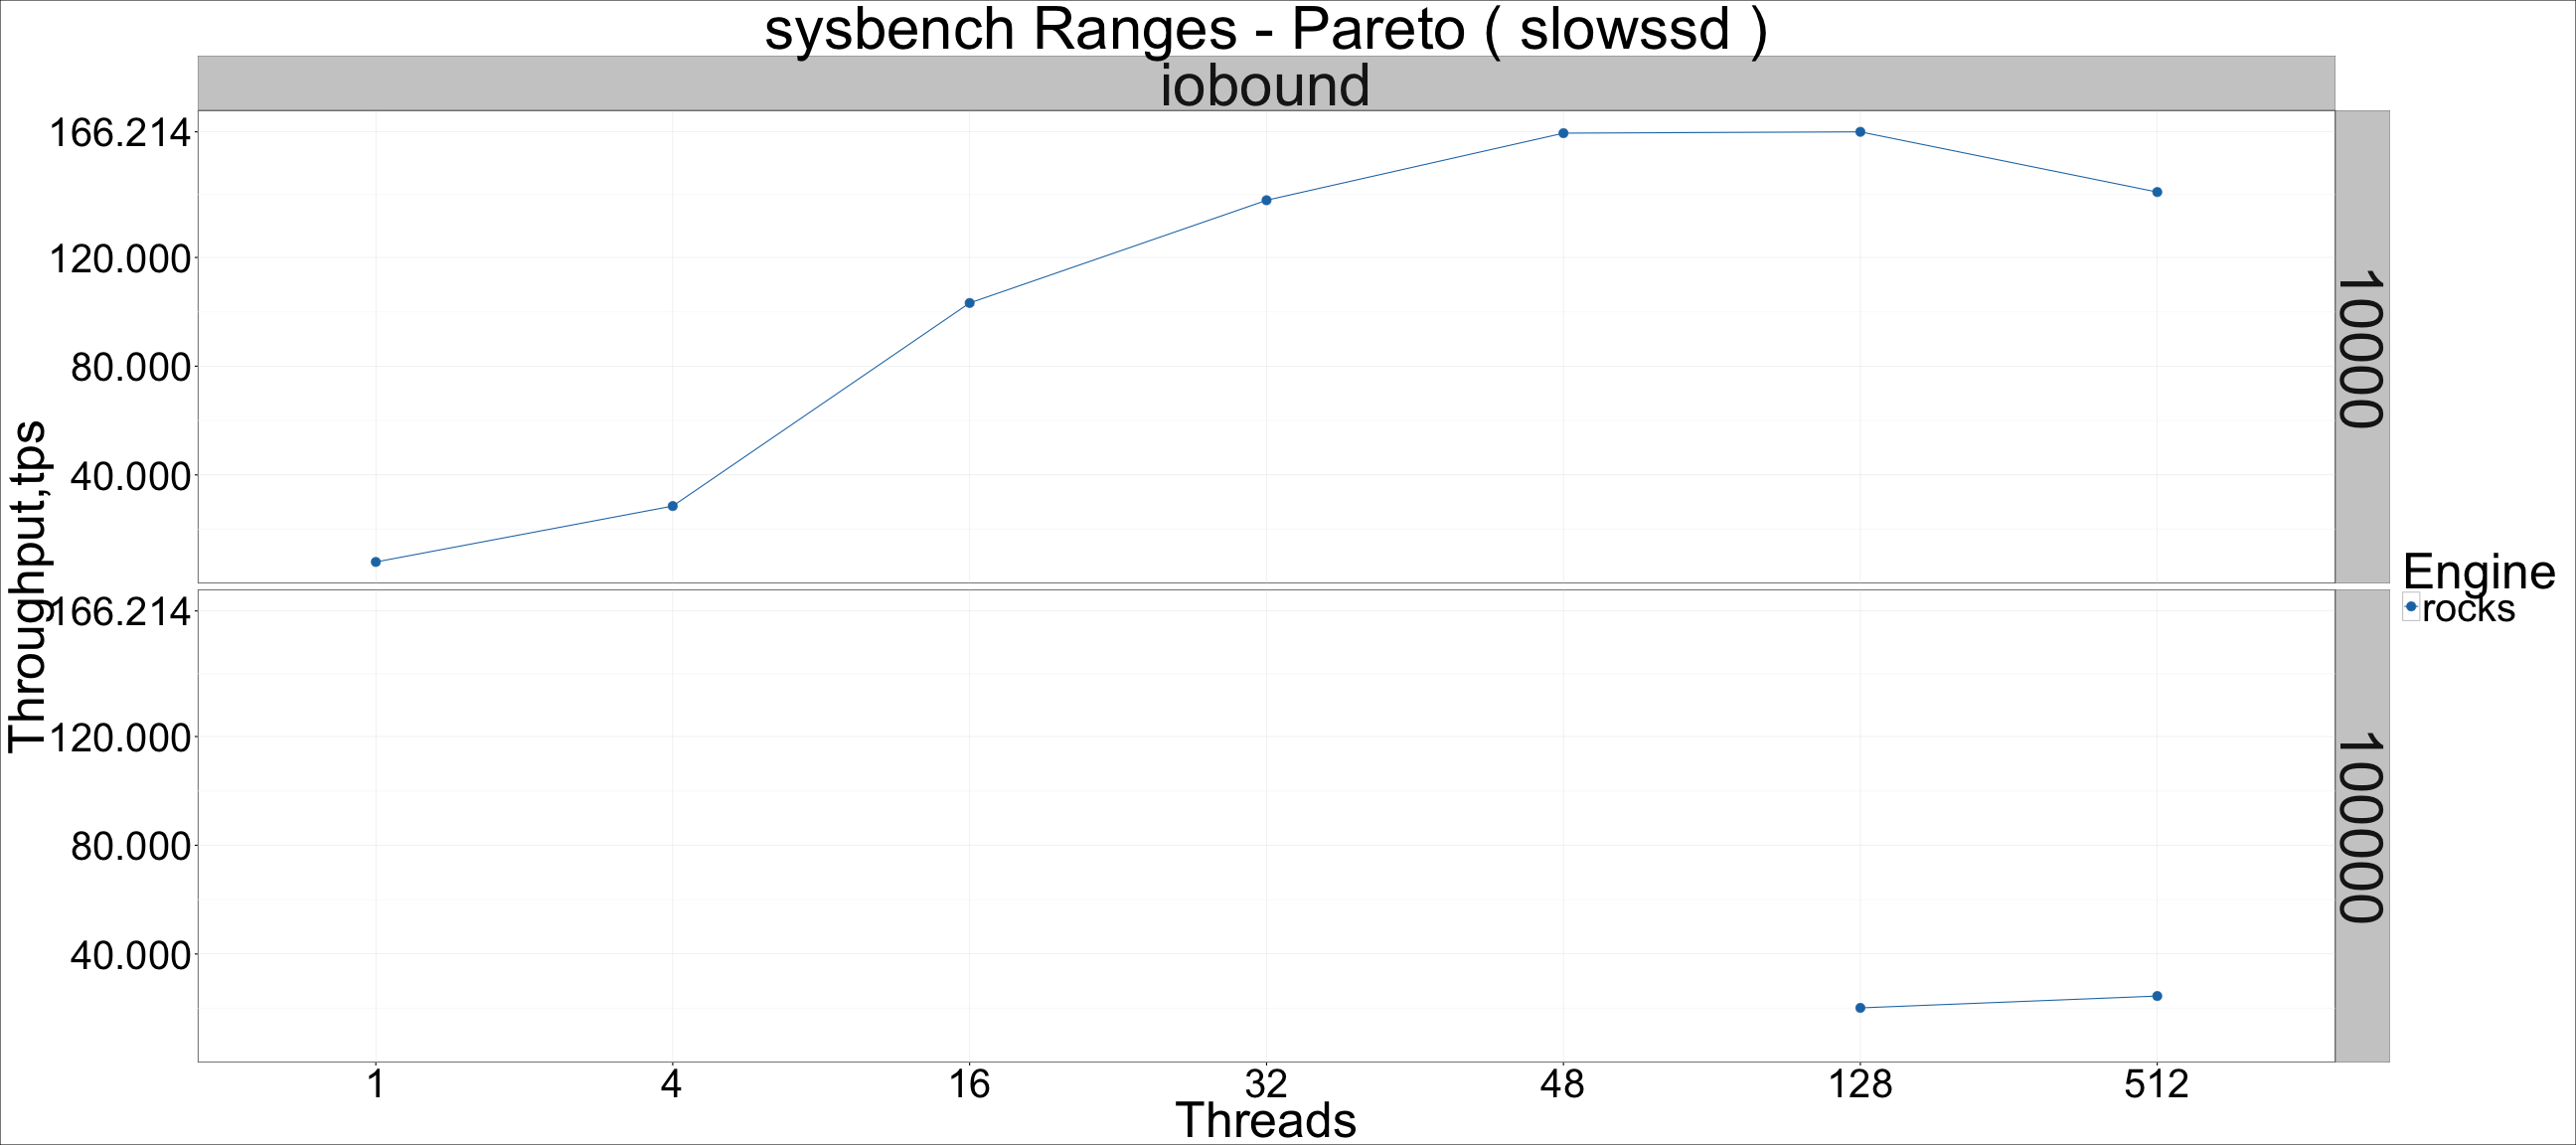 sysbench Ranges - Pareto ( slowssd )
iobound
166.214
120.000
80.000
40.000
10000
166.214
120.000
80.000
40.000
100000
Throughput,tps
1 4 16 32 48 128 512
Threads
Engine
rocks